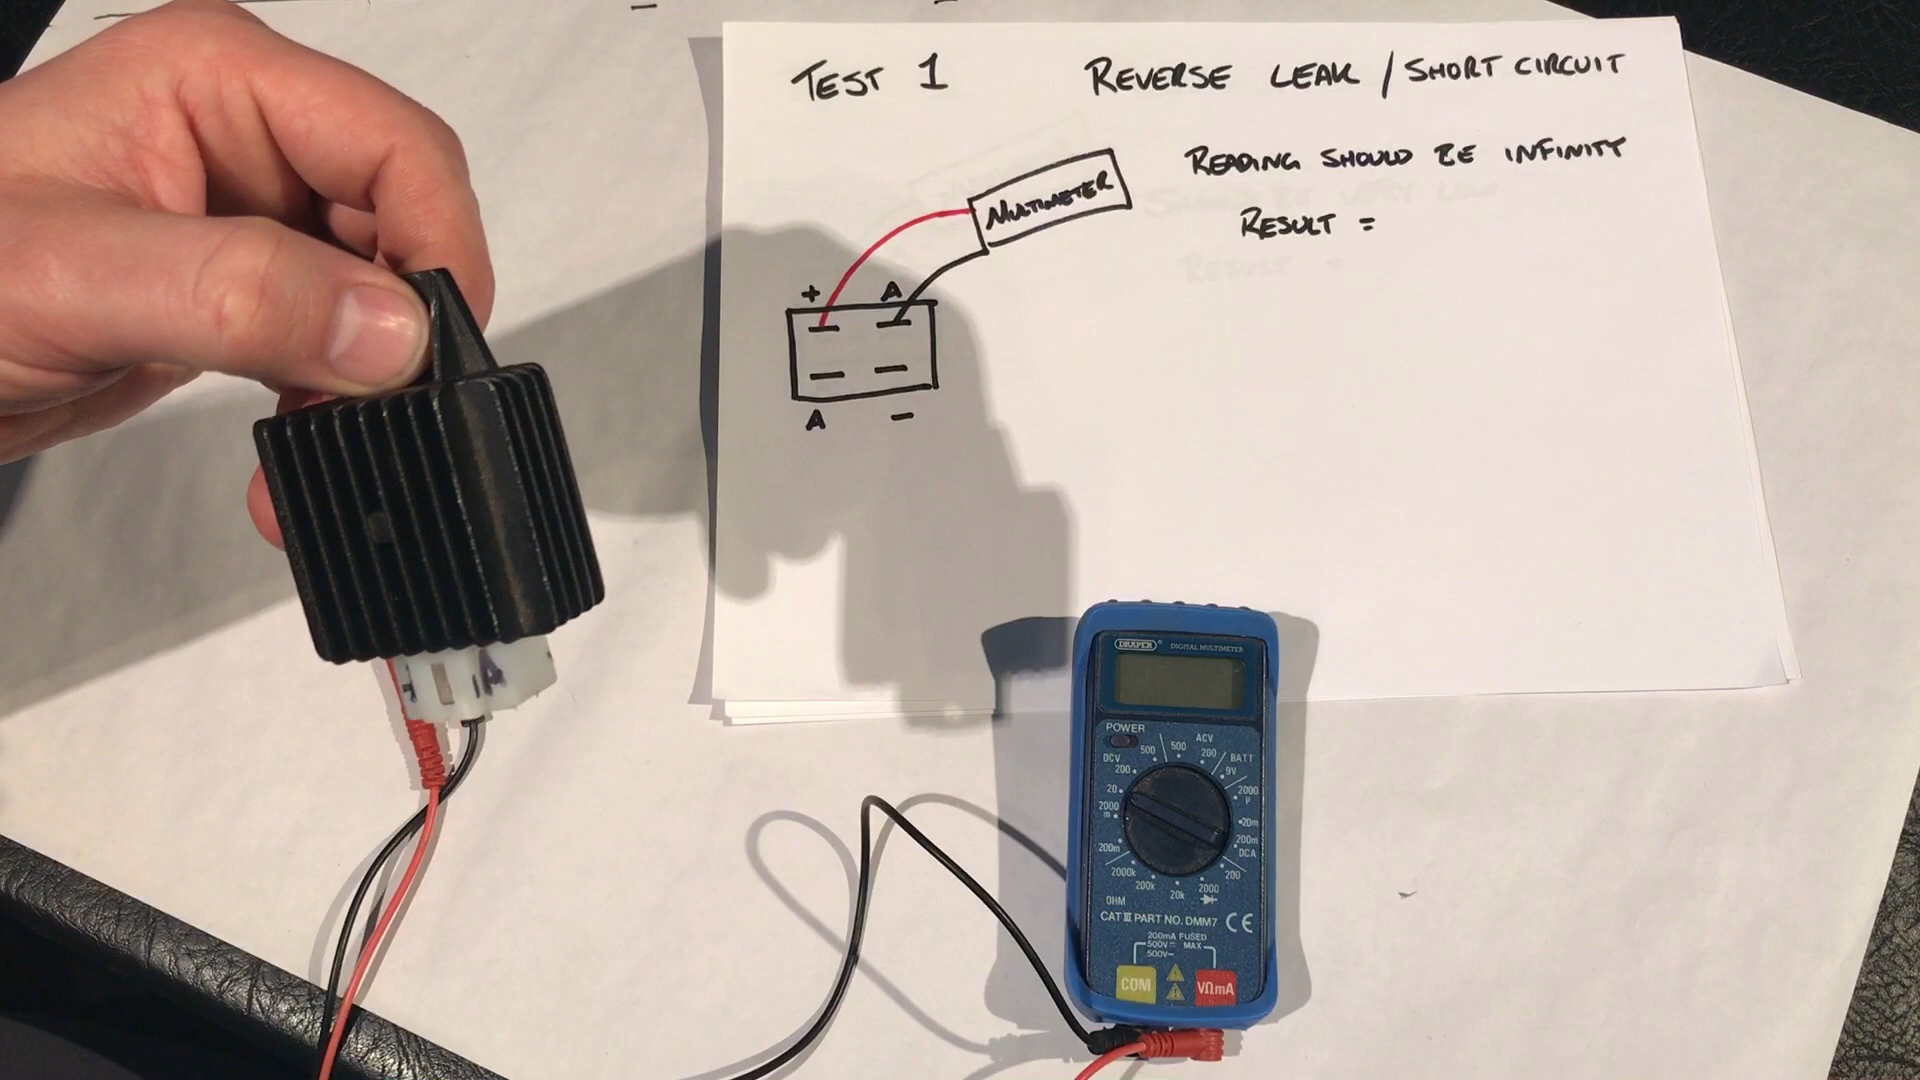 TEST 1 REVERSE LEAK / SHORT CIRCUIT
READING SHOULD BE INFINITY
MULTIMETER
RESULT =
+ A
A -
+ A
DRAPER DIGITAL MULTIMETER
POWER
ACV
500 500 200 BATT
DCV 9V
200 2000
µ
20 20m
2000
m 200m
DCA
200m 200
2000k 200k 20k 2000
OHM
CAT III PART NO. DMM7 CE
200mA FUSED
500V MAX
500V~
COM VΩmA